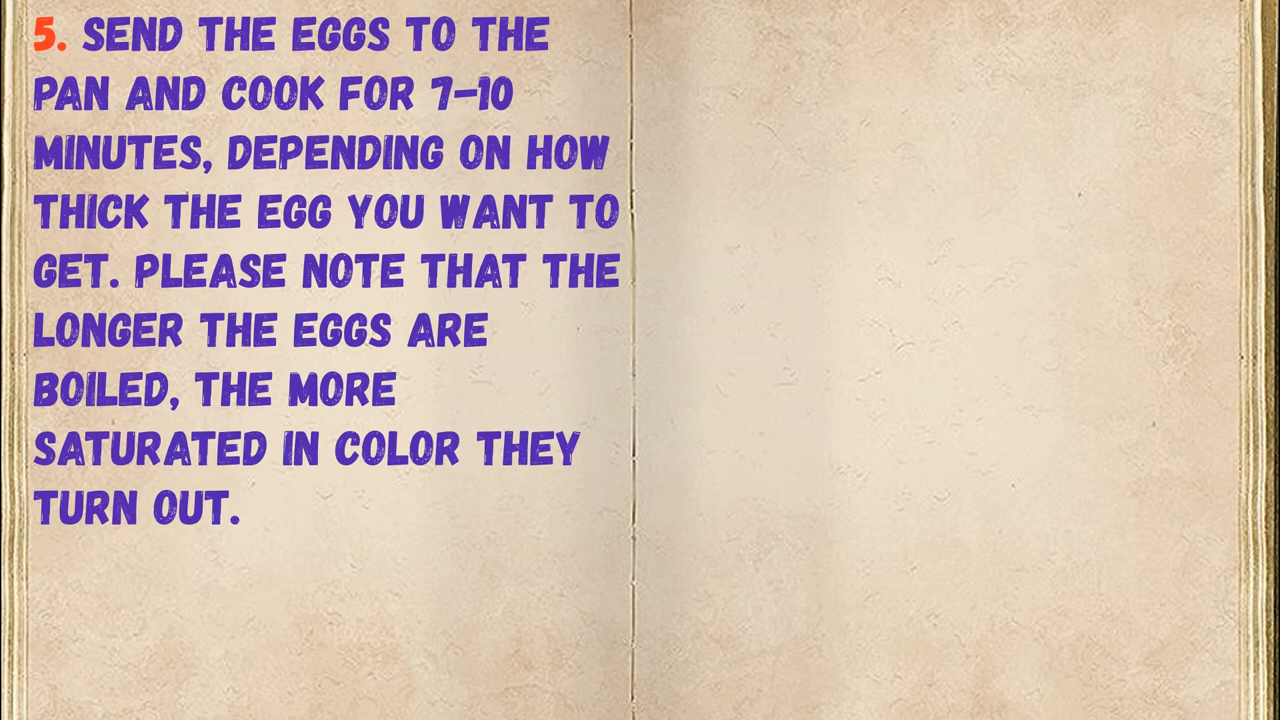 5. SEND THE EGGS TO THE
PAN AND COOK FOR 7–10
MINUTES, DEPENDING ON HOW
THICK THE EGG YOU WANT TO
GET. PLEASE NOTE THAT THE
LONGER THE EGGS ARE
BOILED, THE MORE
SATURATED IN COLOR THEY
TURN OUT.